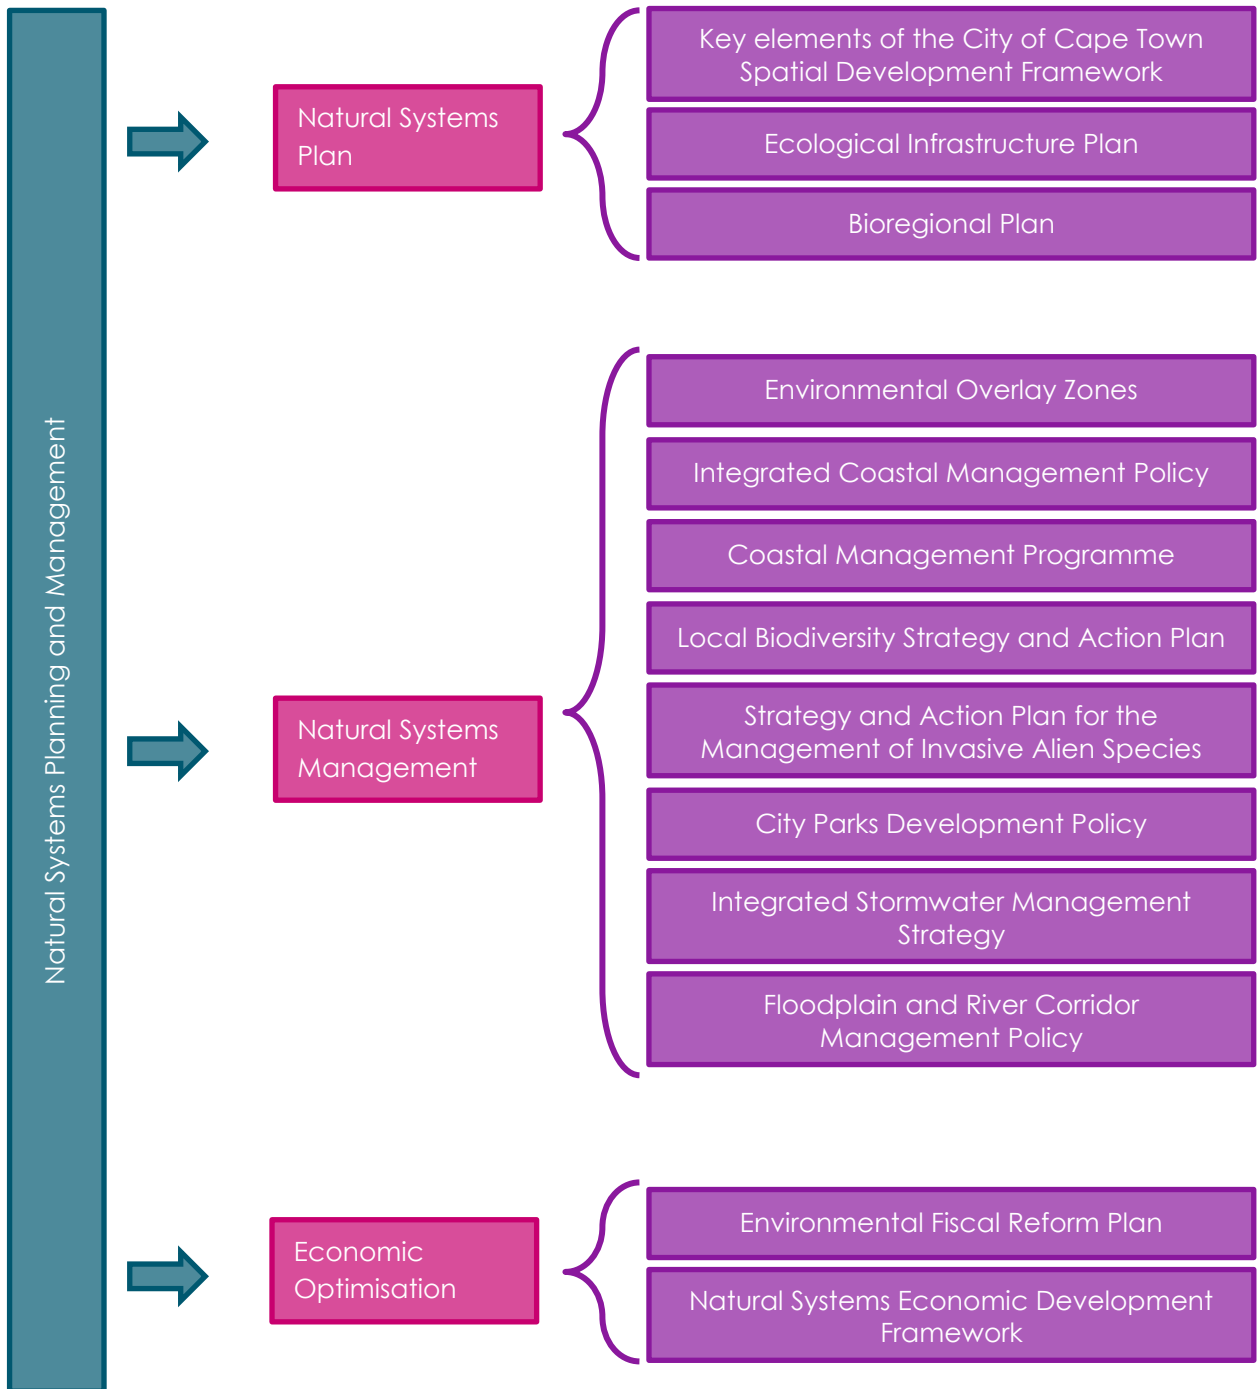 Natural Systems Planning and Management
Natural Systems
Plan
Key elements of the City of Cape Town
Spatial Development Framework
Ecological Infrastructure Plan
Bioregional Plan
Natural Systems
Management
Environmental Overlay Zones
Integrated Coastal Management Policy
Coastal Management Programme
Local Biodiversity Strategy and Action Plan
Strategy and Action Plan for the
Management of Invasive Alien Species
City Parks Development Policy
Integrated Stormwater Management
Strategy
Floodplain and River Corridor
Management Policy
Economic
Optimisation
Environmental Fiscal Reform Plan
Natural Systems Economic Development
Framework